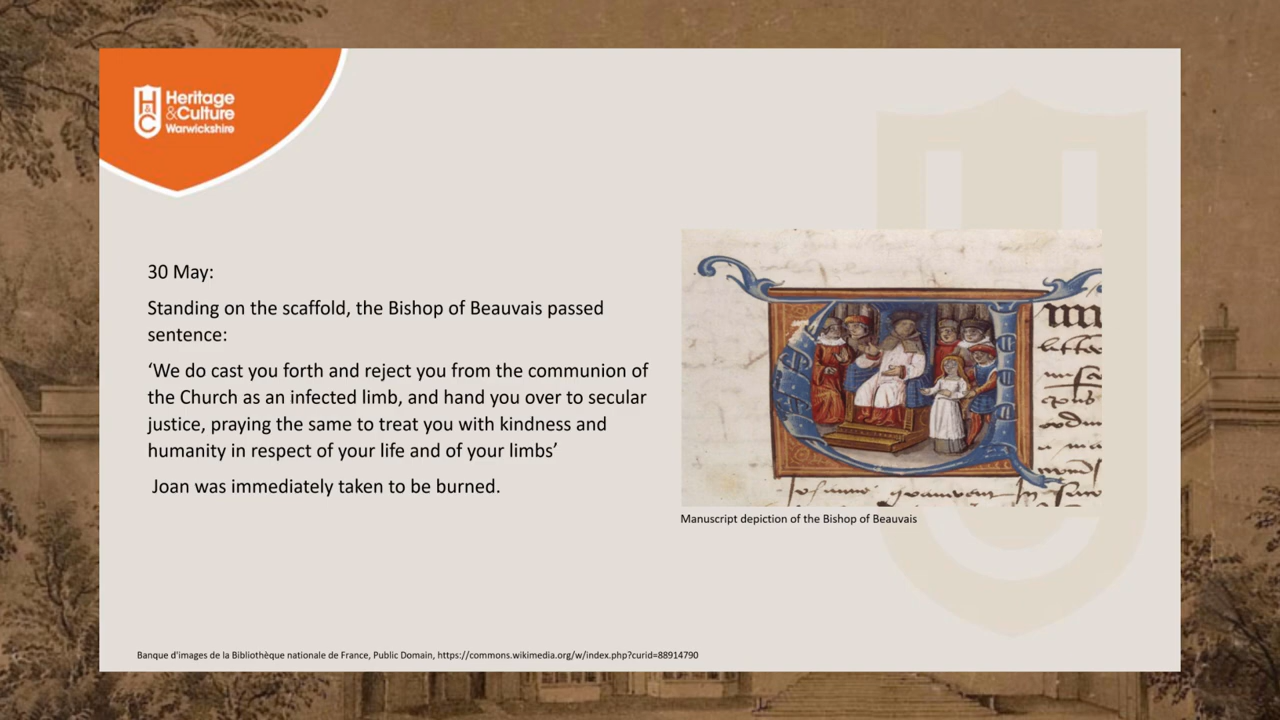 Heritage
&Culture
Warwickshire
H
&
C
30 May:
Standing on the scaffold, the Bishop of Beauvais passed
sentence:
‘We do cast you forth and reject you from the communion of
the Church as an infected limb, and hand you over to secular
justice, praying the same to treat you with kindness and
humanity in respect of your life and of your limbs’
Joan was immediately taken to be burned.
Manuscript depiction of the Bishop of Beauvais
Banque d'images de la Bibliothèque nationale de France, Public Domain, https://commons.wikimedia.org/w/index.php?curid=88914790